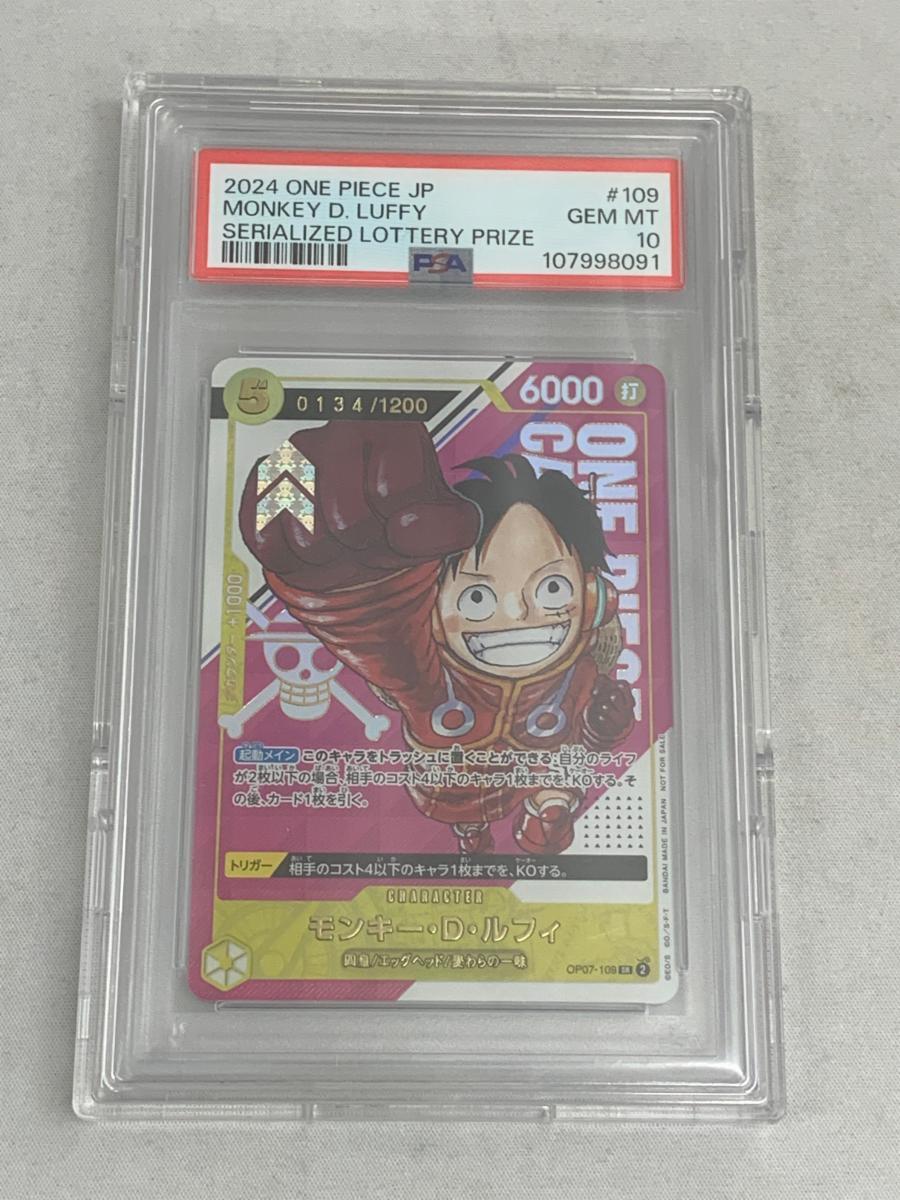 2024 ONE PIECE JP #109
MONKEY D. LUFFY GEM MT
SERIALIZED LOTTERY PRIZE 10
PSA 107998091
5 0134/1200 6000 打
ONE PIECE
カウンター +1000
起動メイン このキャラをトラッシュに置くことができる:自分のライフ
が2枚以下の場合、相手のコスト4以下のキャラ1枚までを、KOする。そ
の後、カード1枚を引く。
トリガー 相手のコスト4以下のキャラ1枚までを、KOする。
CHARACTER
モンキー・D・ルフィ
四皇/エッグヘッド/麦わらの一味
OP07-109 SR 2
BANDAI MADE IN JAPAN NOT FOR SALE